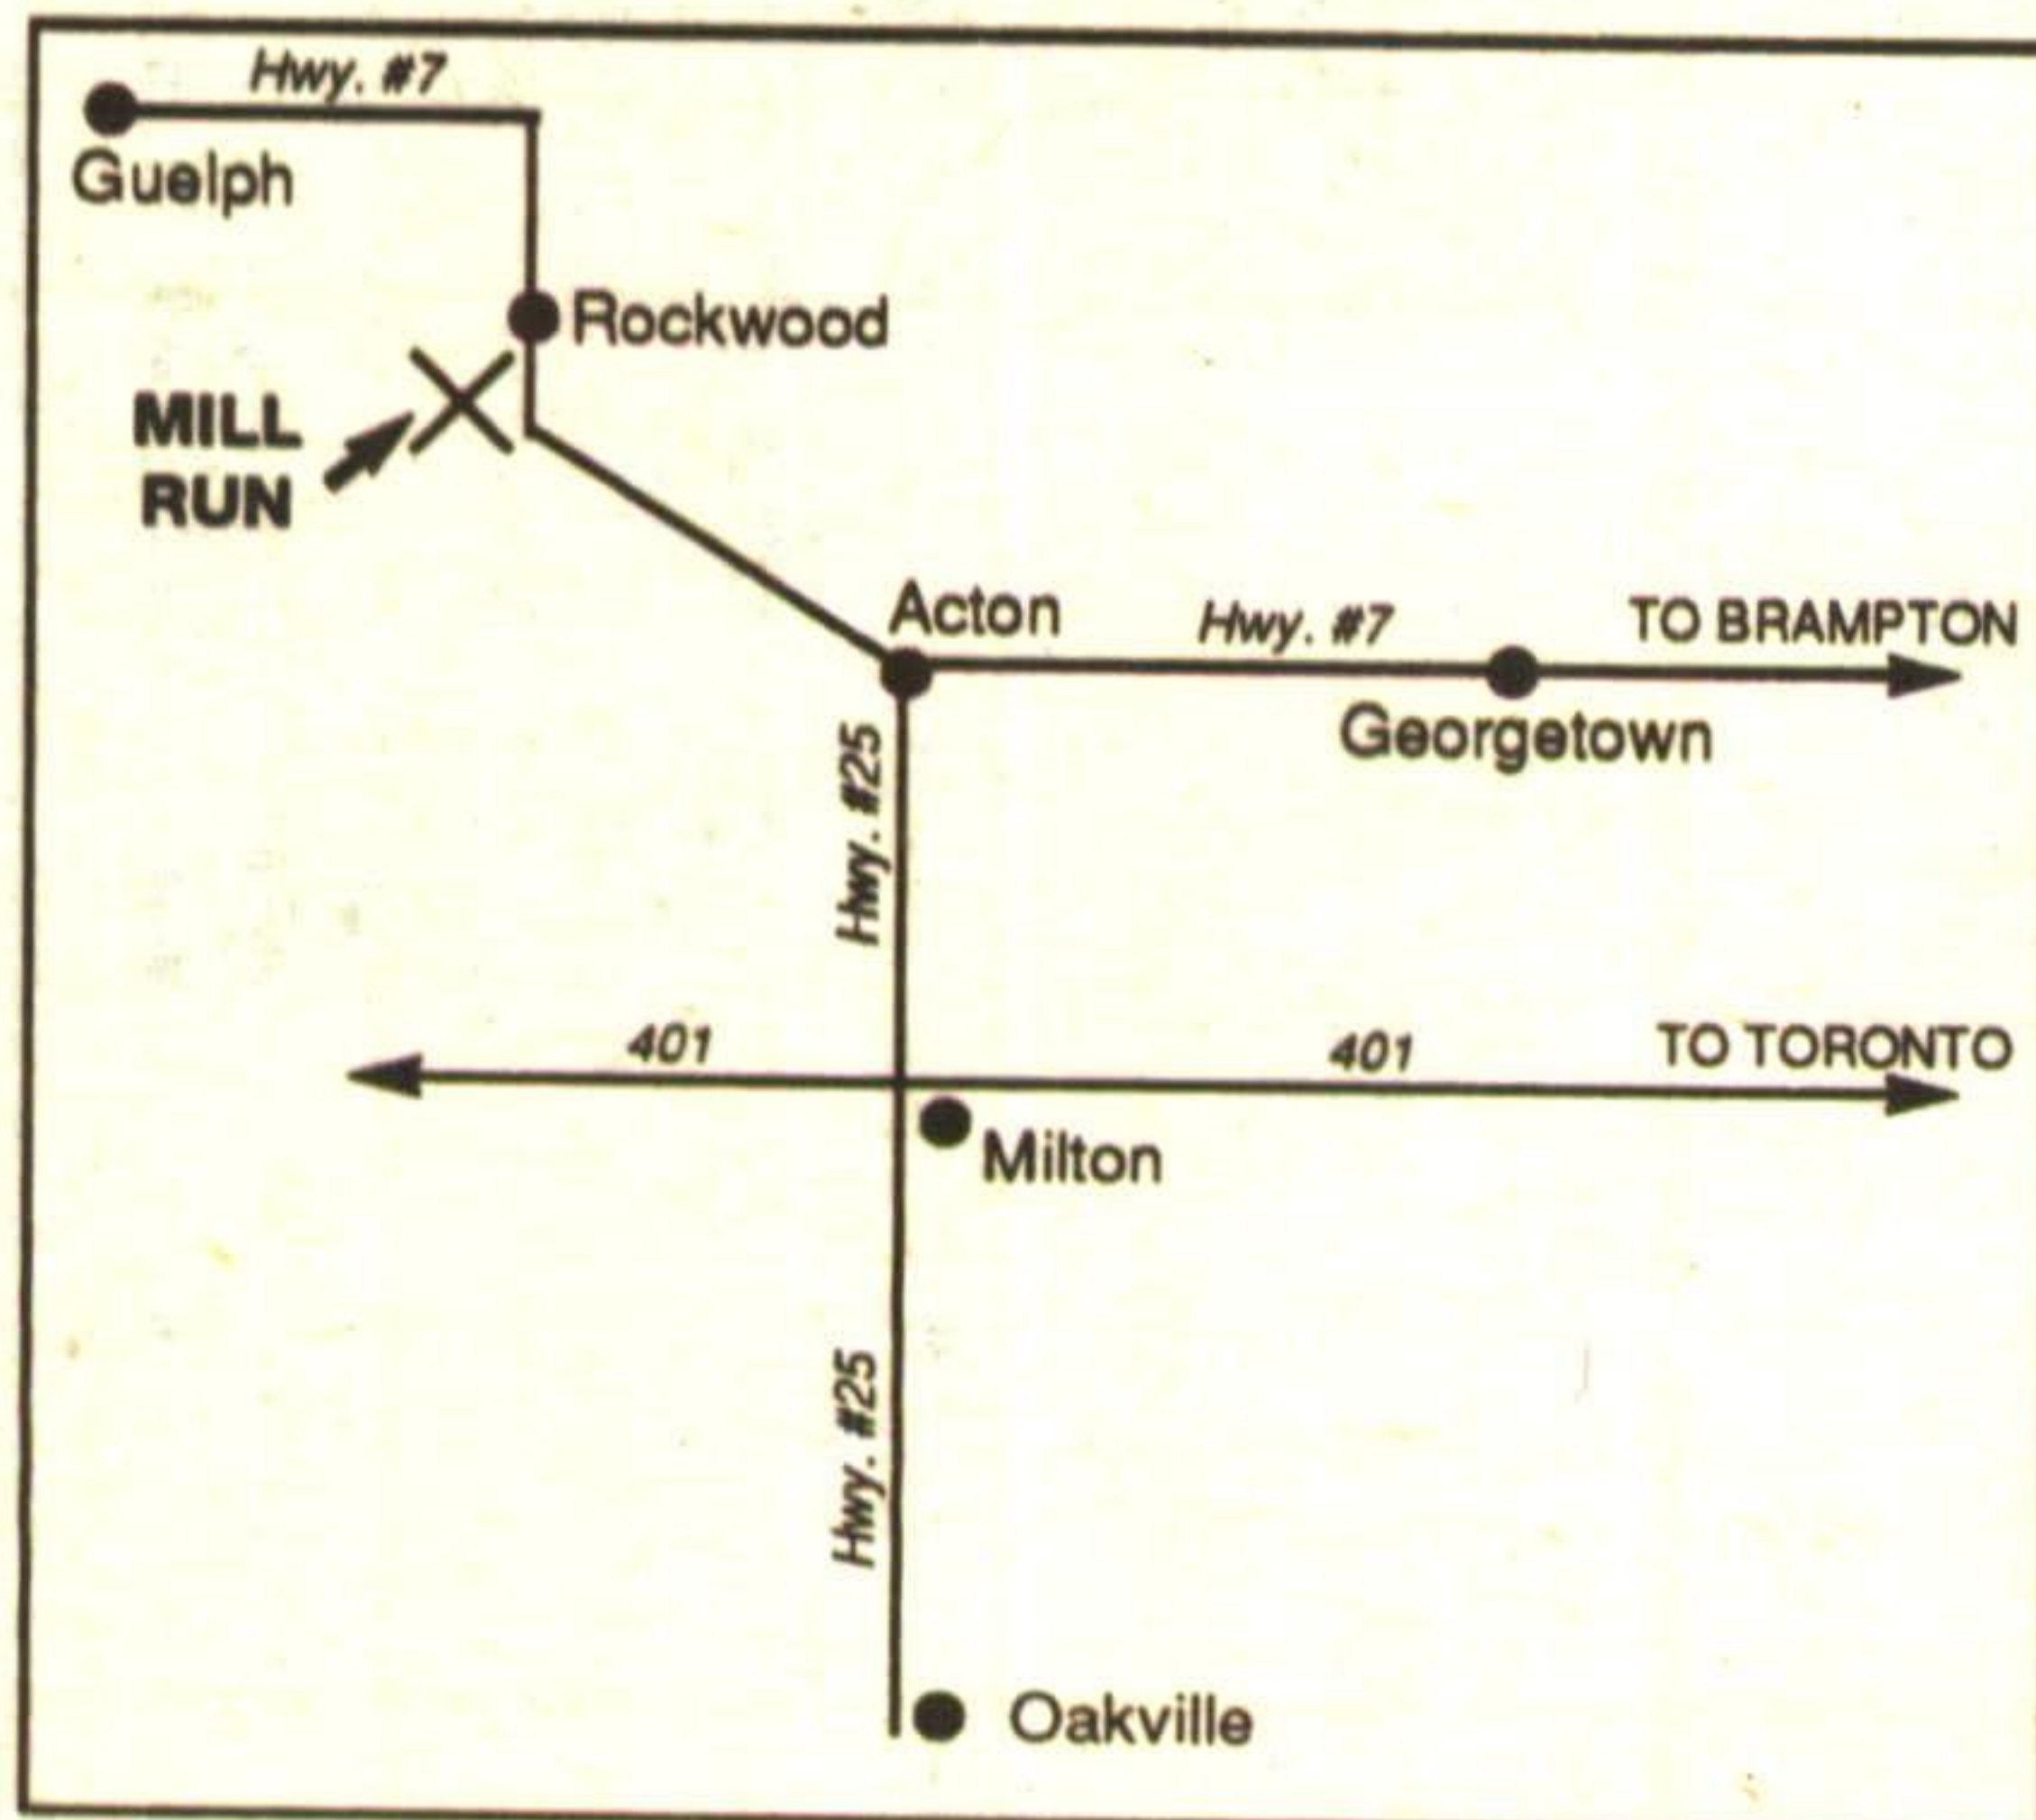 Hwy. #7
Guelph
Rockwood
MILL
RUN
Acton
Hwy. #7
TO BRAMPTON
Georgetown
Hwy. #25
401
401
TO TORONTO
Milton
Hwy. #25
Oakville